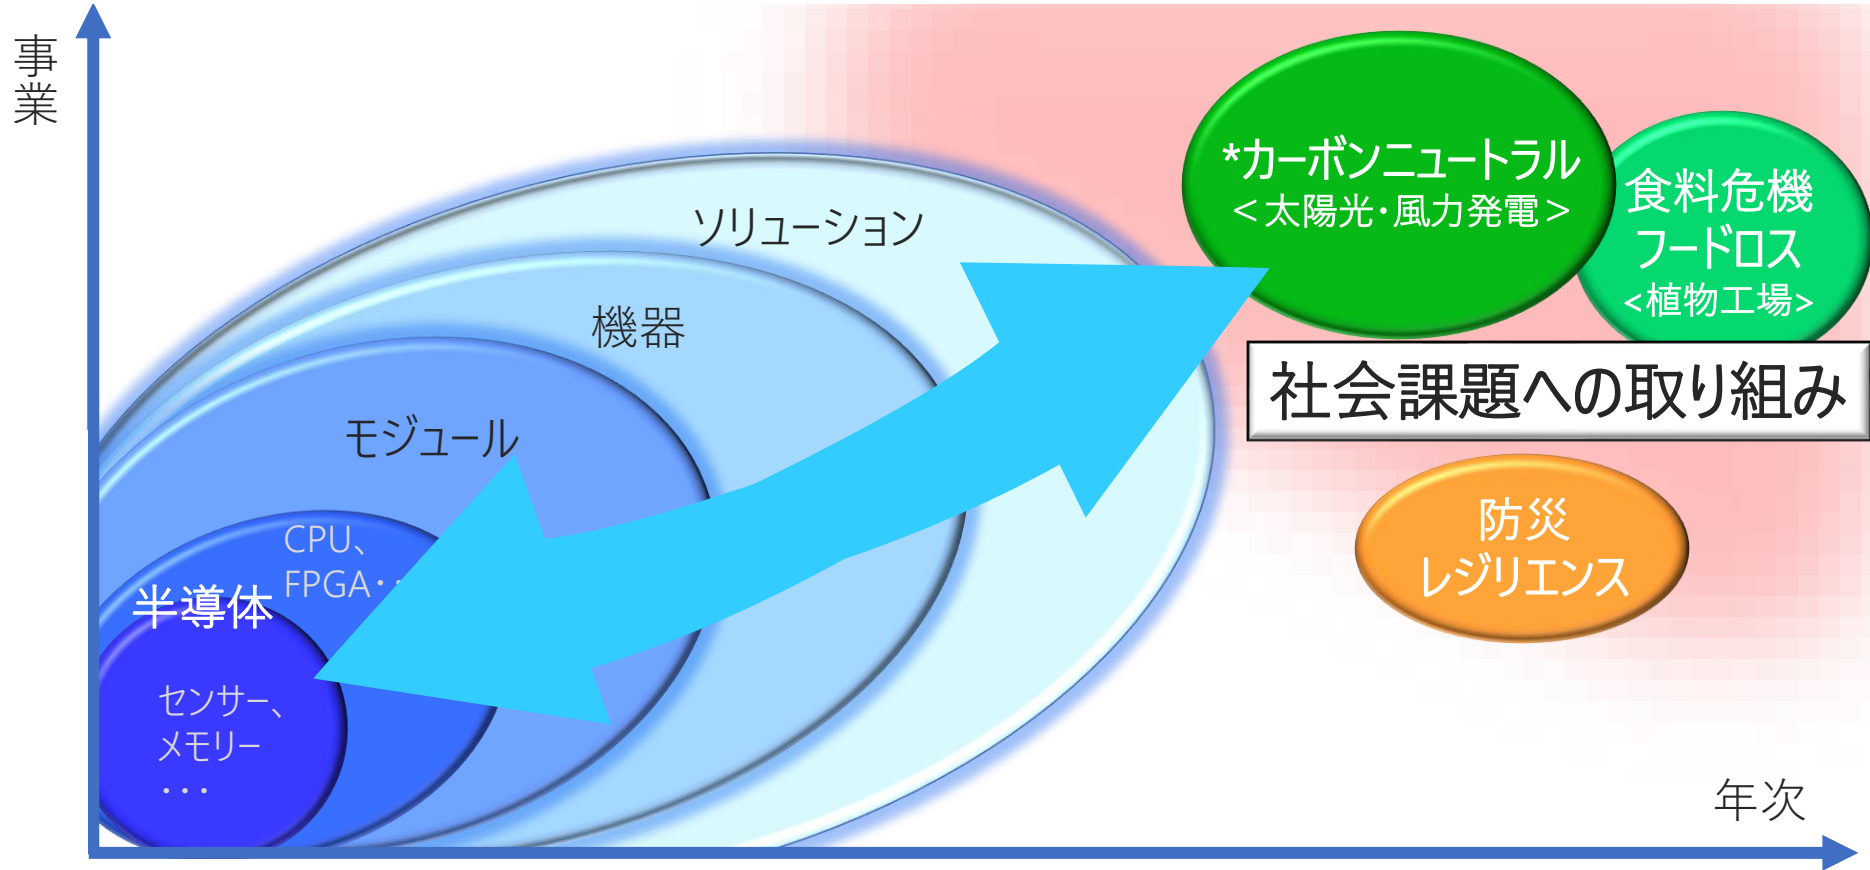 事業
*カーボンニュートラル
＜太陽光・風力発電＞
食料危機
フードロス
<植物工場>
ソリューション
機器
社会課題への取り組み
モジュール
防災
レジリエンス
CPU、
FPGA・・
半導体
センサー、
メモリー
・・・
年次